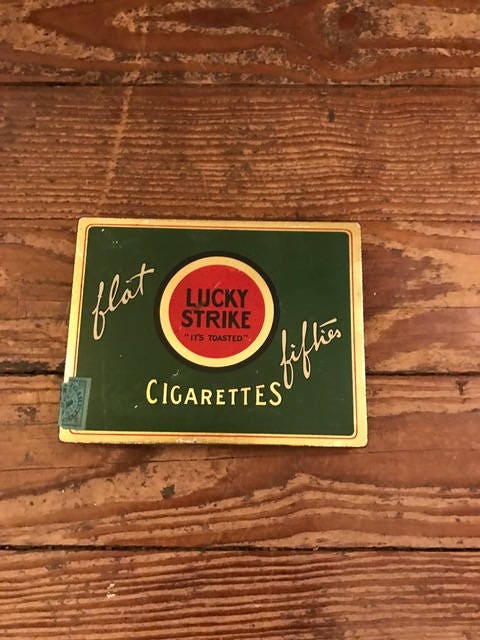 flat
LUCKY
STRIKE
"IT'S TOASTED"
fifties
CIGARETTES